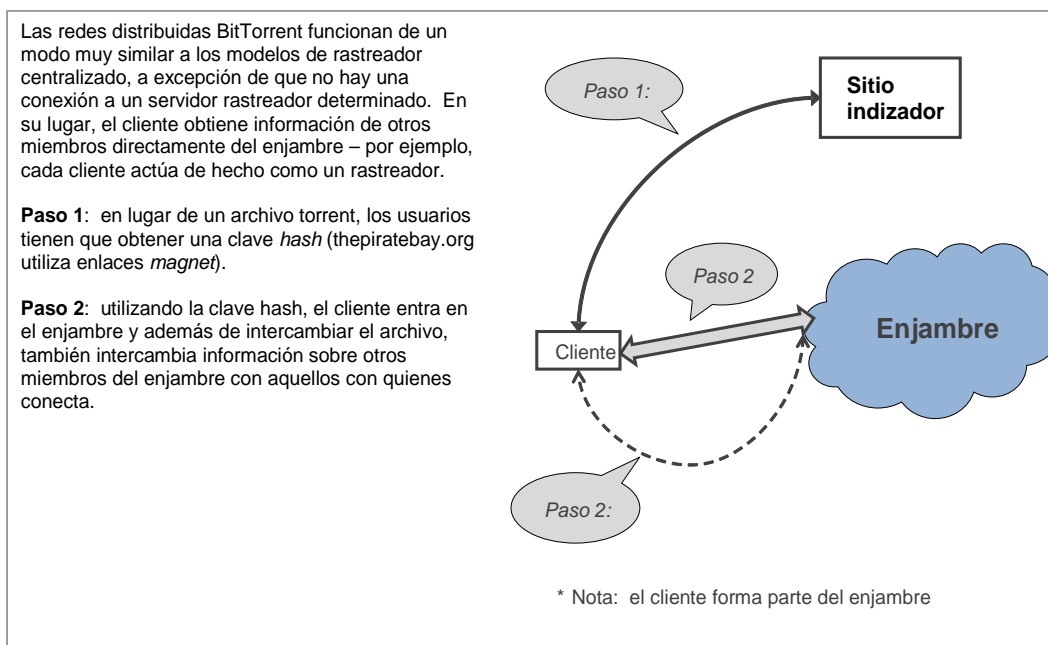 Las redes distribuidas BitTorrent funcionan de un
modo muy similar a los modelos de rastreador
centralizado, a excepción de que no hay una
conexión a un servidor rastreador determinado.  En
su lugar, el cliente obtiene información de otros
miembros directamente del enjambre – por ejemplo,
cada cliente actúa de hecho como un rastreador.
Paso 1:  en lugar de un archivo torrent, los usuarios
tienen que obtener una clave hash (thepiratebay.org
utiliza enlaces magnet).
Paso 2:  utilizando la clave hash, el cliente entra en
el enjambre y además de intercambiar el archivo,
también intercambia información sobre otros
miembros del enjambre con aquellos con quienes
conecta.
Paso 1:
Sitio
indizador
Paso 2
Enjambre
Cliente
Paso 2:
* Nota:  el cliente forma parte del enjambre